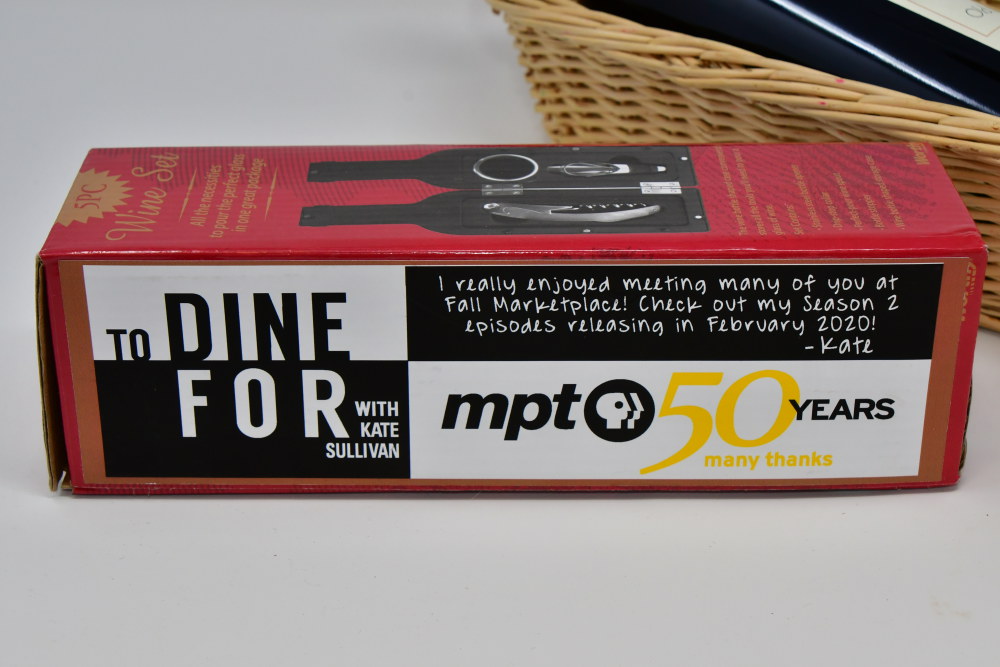 5PC
Wine Set
All the necessities
to pour the perfect glass
in one great package
TO DINE
FOR
WITH
KATE
SULLIVAN
I really enjoyed meeting many of you at
Fall Marketplace! Check out my Season 2
episodes releasing in February 2020!
- Kate
mpt 50 YEARS
many thanks